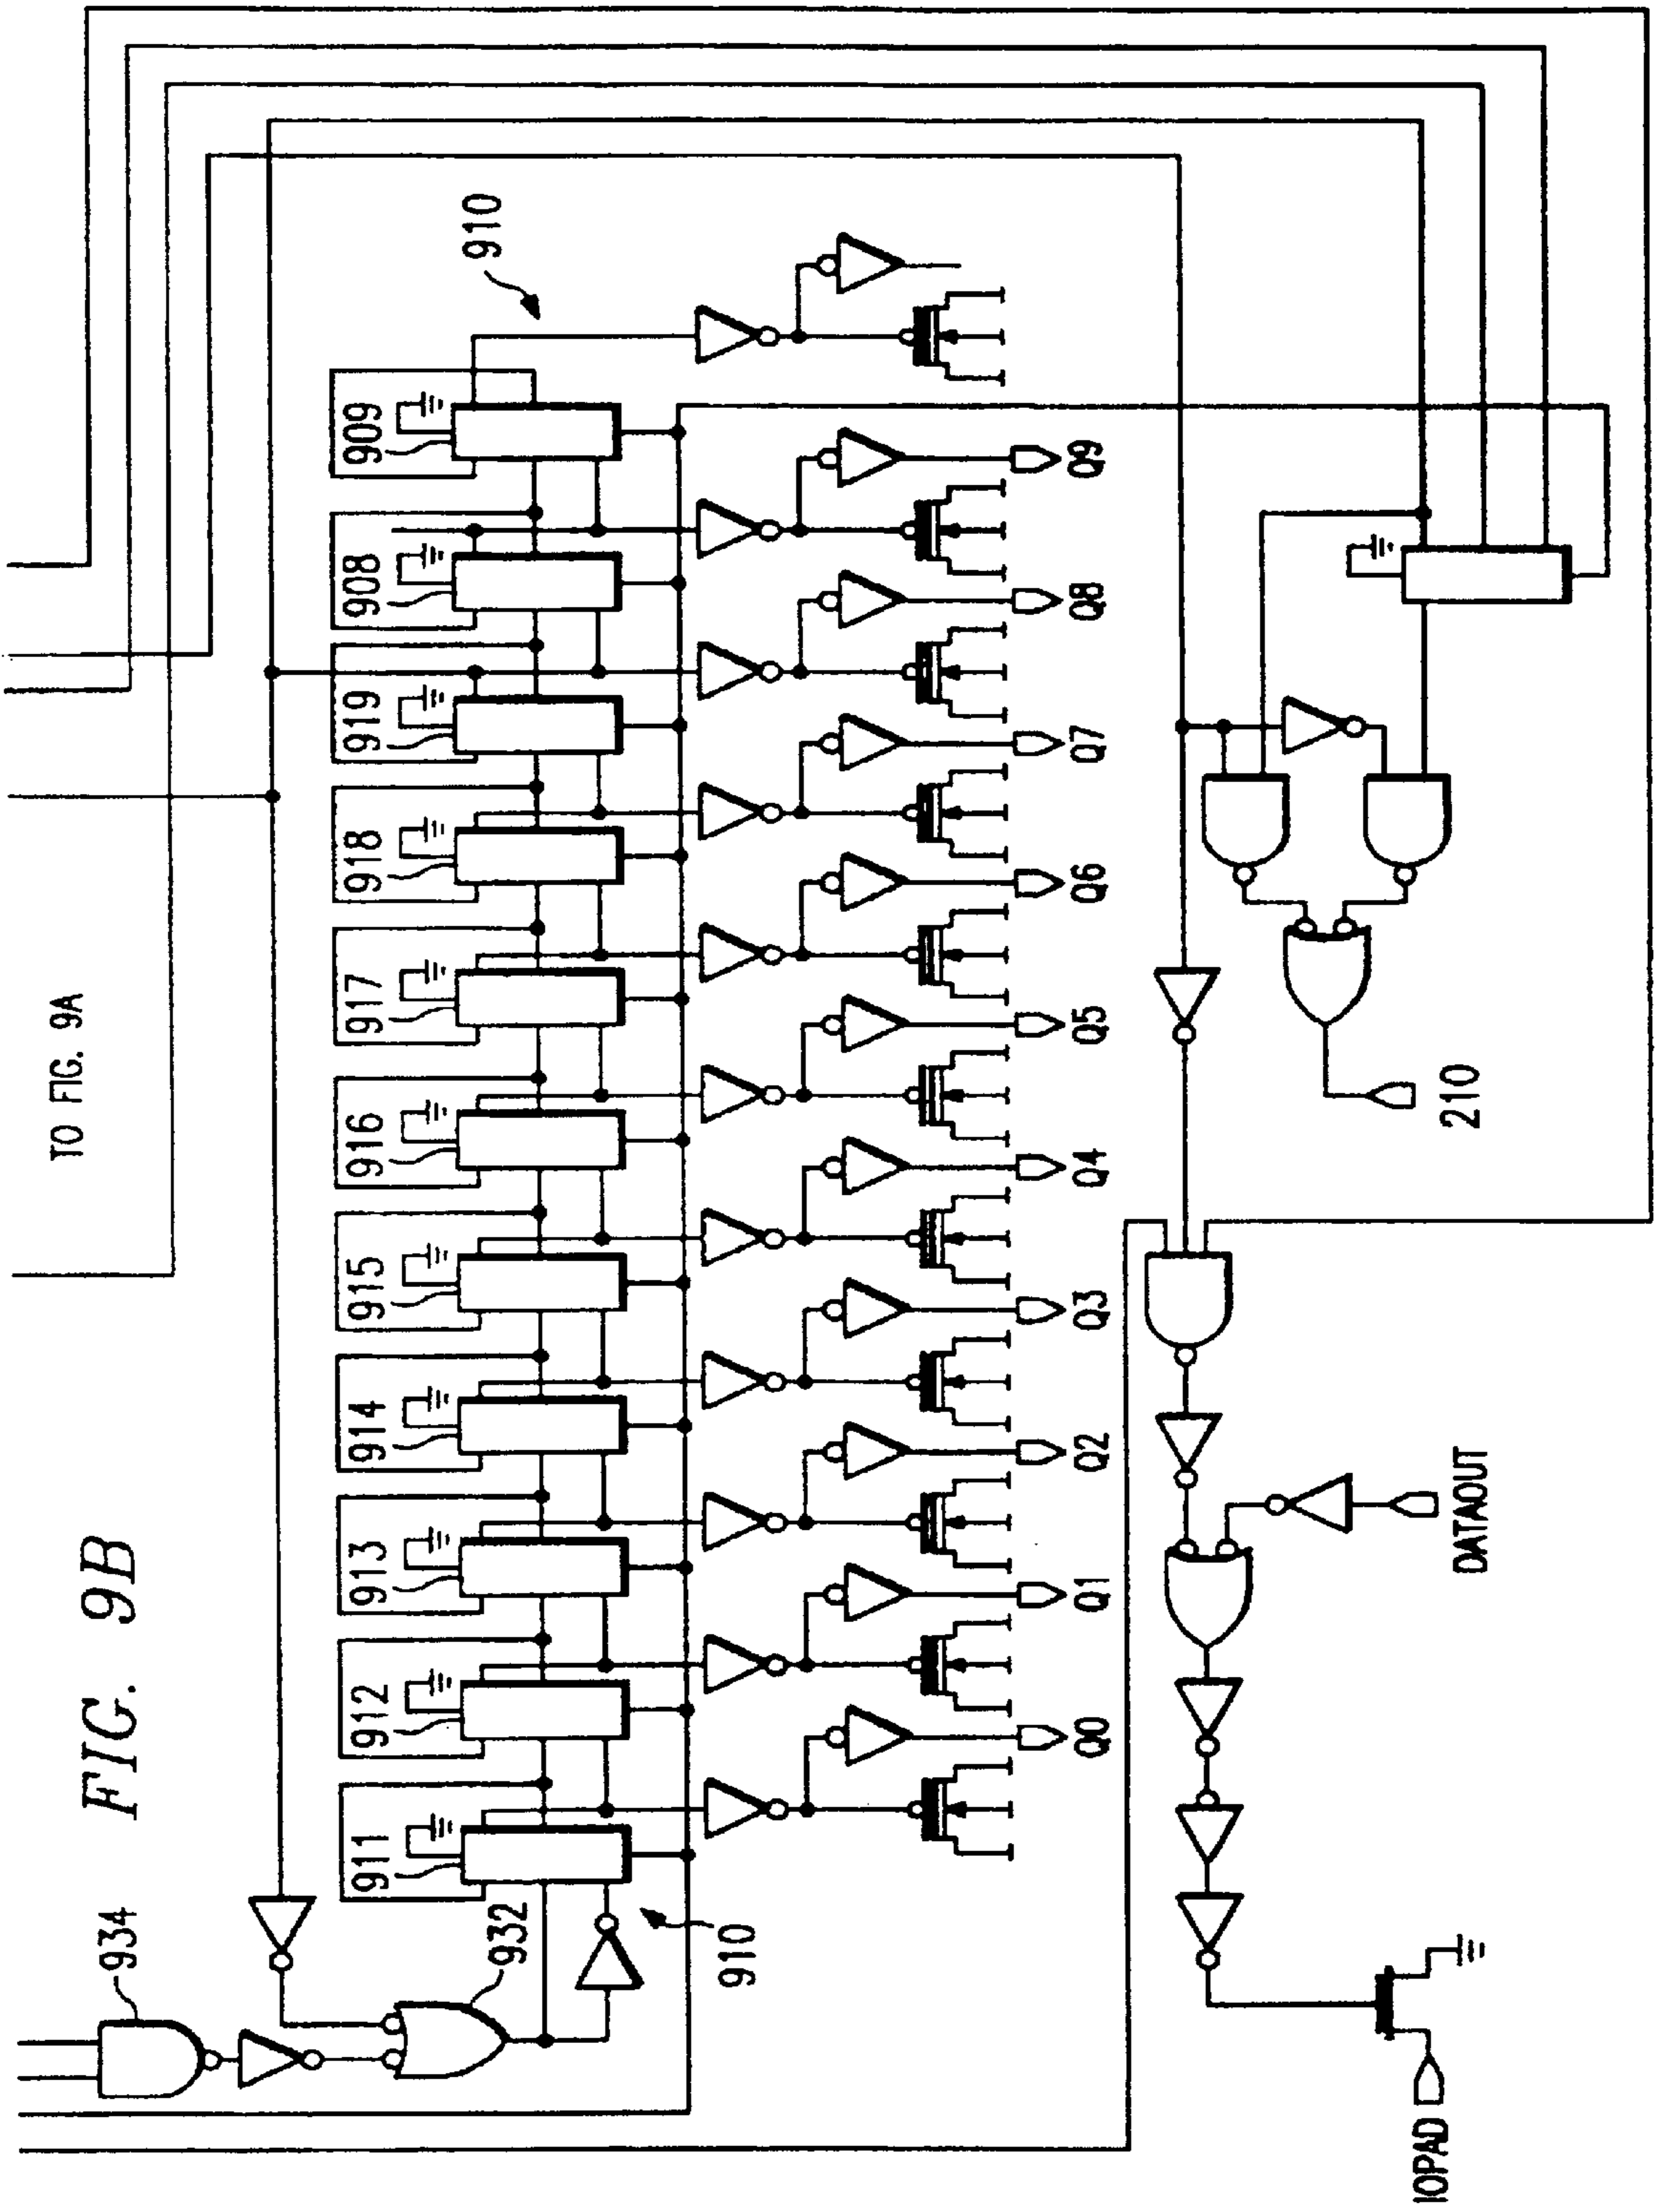 FIG. 9B
TO FIG. 9A
934
932
910
911
912
913
914
915
916
917
918
919
908
909
910
Q0
Q1
Q2
Q3
Q4
Q5
Q6
Q7
Q8
Q9
210
DATAOUT
IOPAD